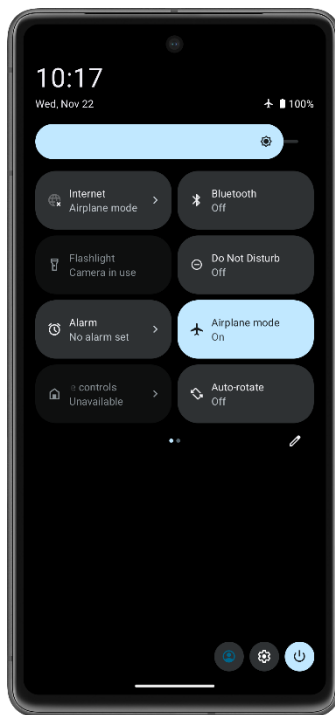 10:17
Wed, Nov 22
100%
Internet
Airplane mode
Bluetooth
Off
Flashlight
Camera in use
Do Not Disturb
Off
Alarm
No alarm set
Airplane mode
On
e controls
Unavailable
Auto-rotate
Off